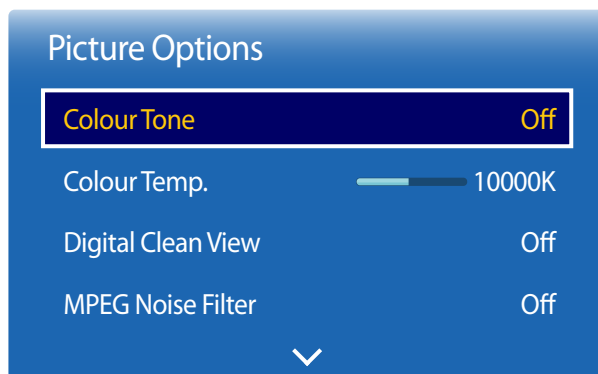 Picture Options
Colour Tone Off
Colour Temp. 10000K
Digital Clean View Off
MPEG Noise Filter Off